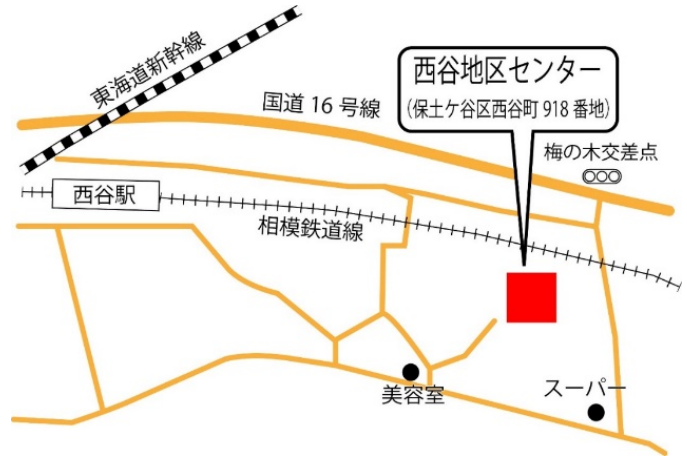 東海道新幹線
国道 16 号線
西谷地区センター
(保土ケ谷区西谷町 918 番地)
梅の木交差点
西谷駅
相模鉄道線
美容室
スーパー